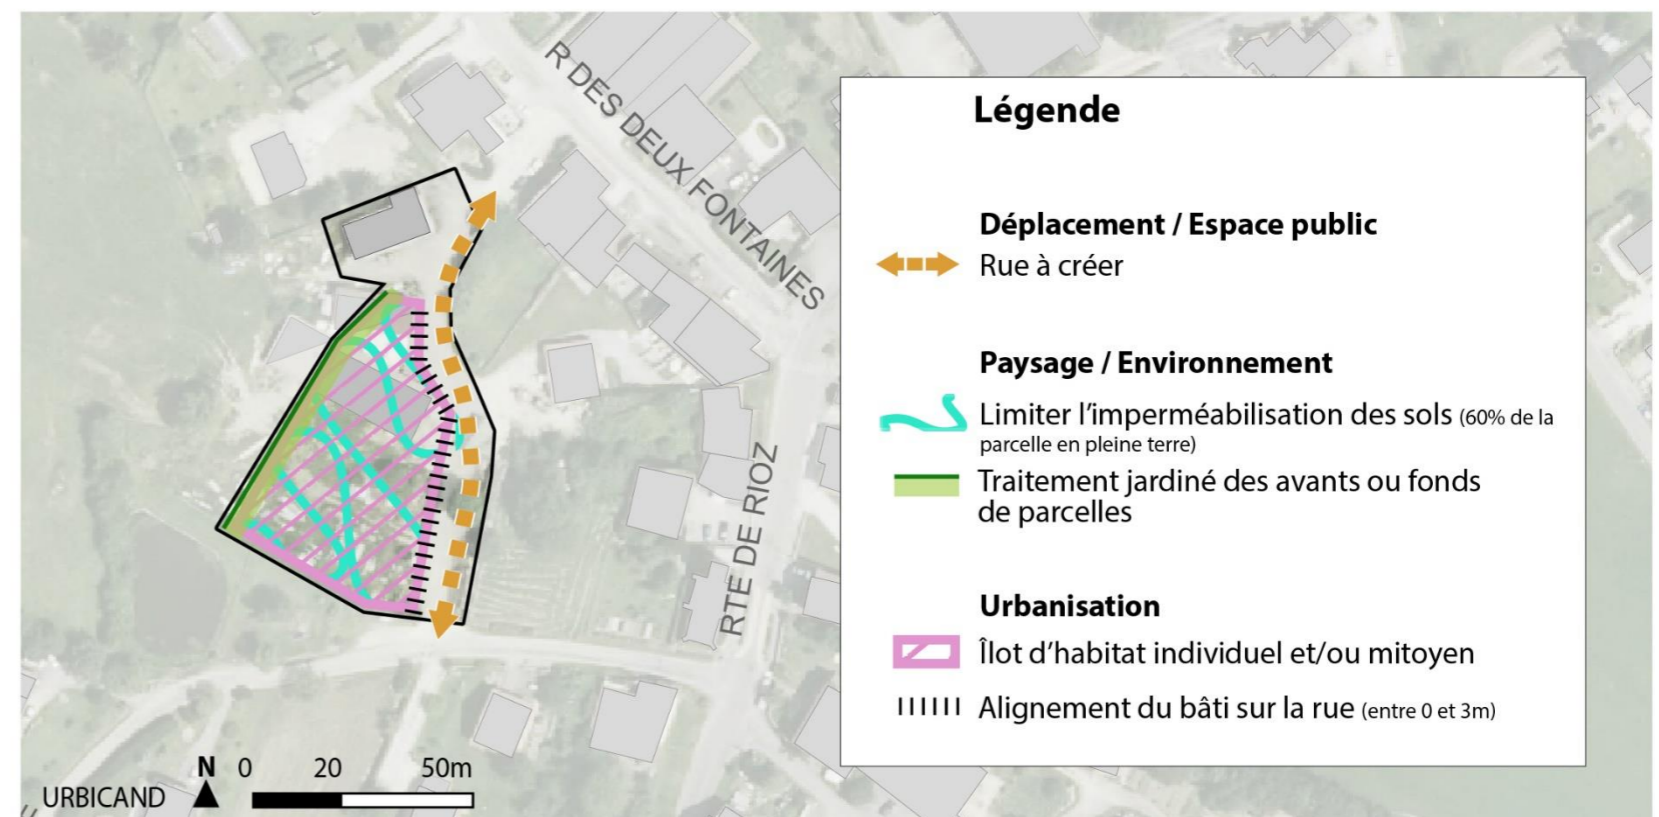 R DES DEUX FONTAINES
RTE DE RIOZ
Légende
Déplacement / Espace public
Rue à créer
Paysage / Environnement
Limiter l'imperméabilisation des sols (60% de la
parcelle en pleine terre)
Traitement jardiné des avants ou fonds
de parcelles
Urbanisation
Îlot d'habitat individuel et/ou mitoyen
Alignement du bâti sur la rue (entre 0 et 3m)
N 0 20 50m
URBICAND